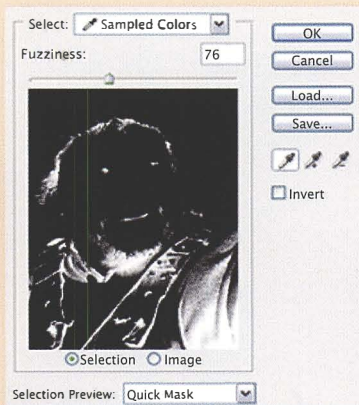 Select: Sampled Colors
Fuzziness: 76
OK
Cancel
Load...
Save...
Invert
Selection Image
Selection Preview: Quick Mask